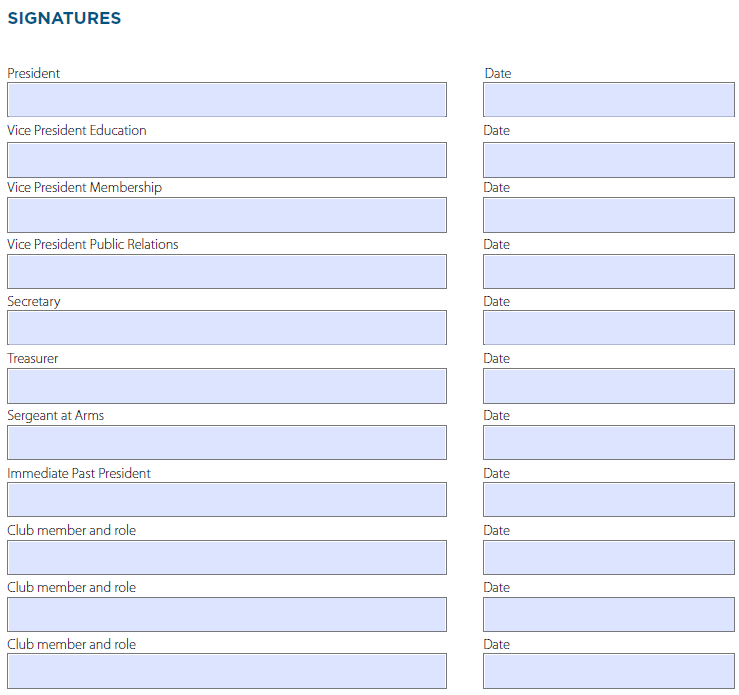 SIGNATURES
President Date
Vice President Education Date
Vice President Membership Date
Vice President Public Relations Date
Secretary Date
Treasurer Date
Sergeant at Arms Date
Immediate Past President Date
Club member and role Date
Club member and role Date
Club member and role Date